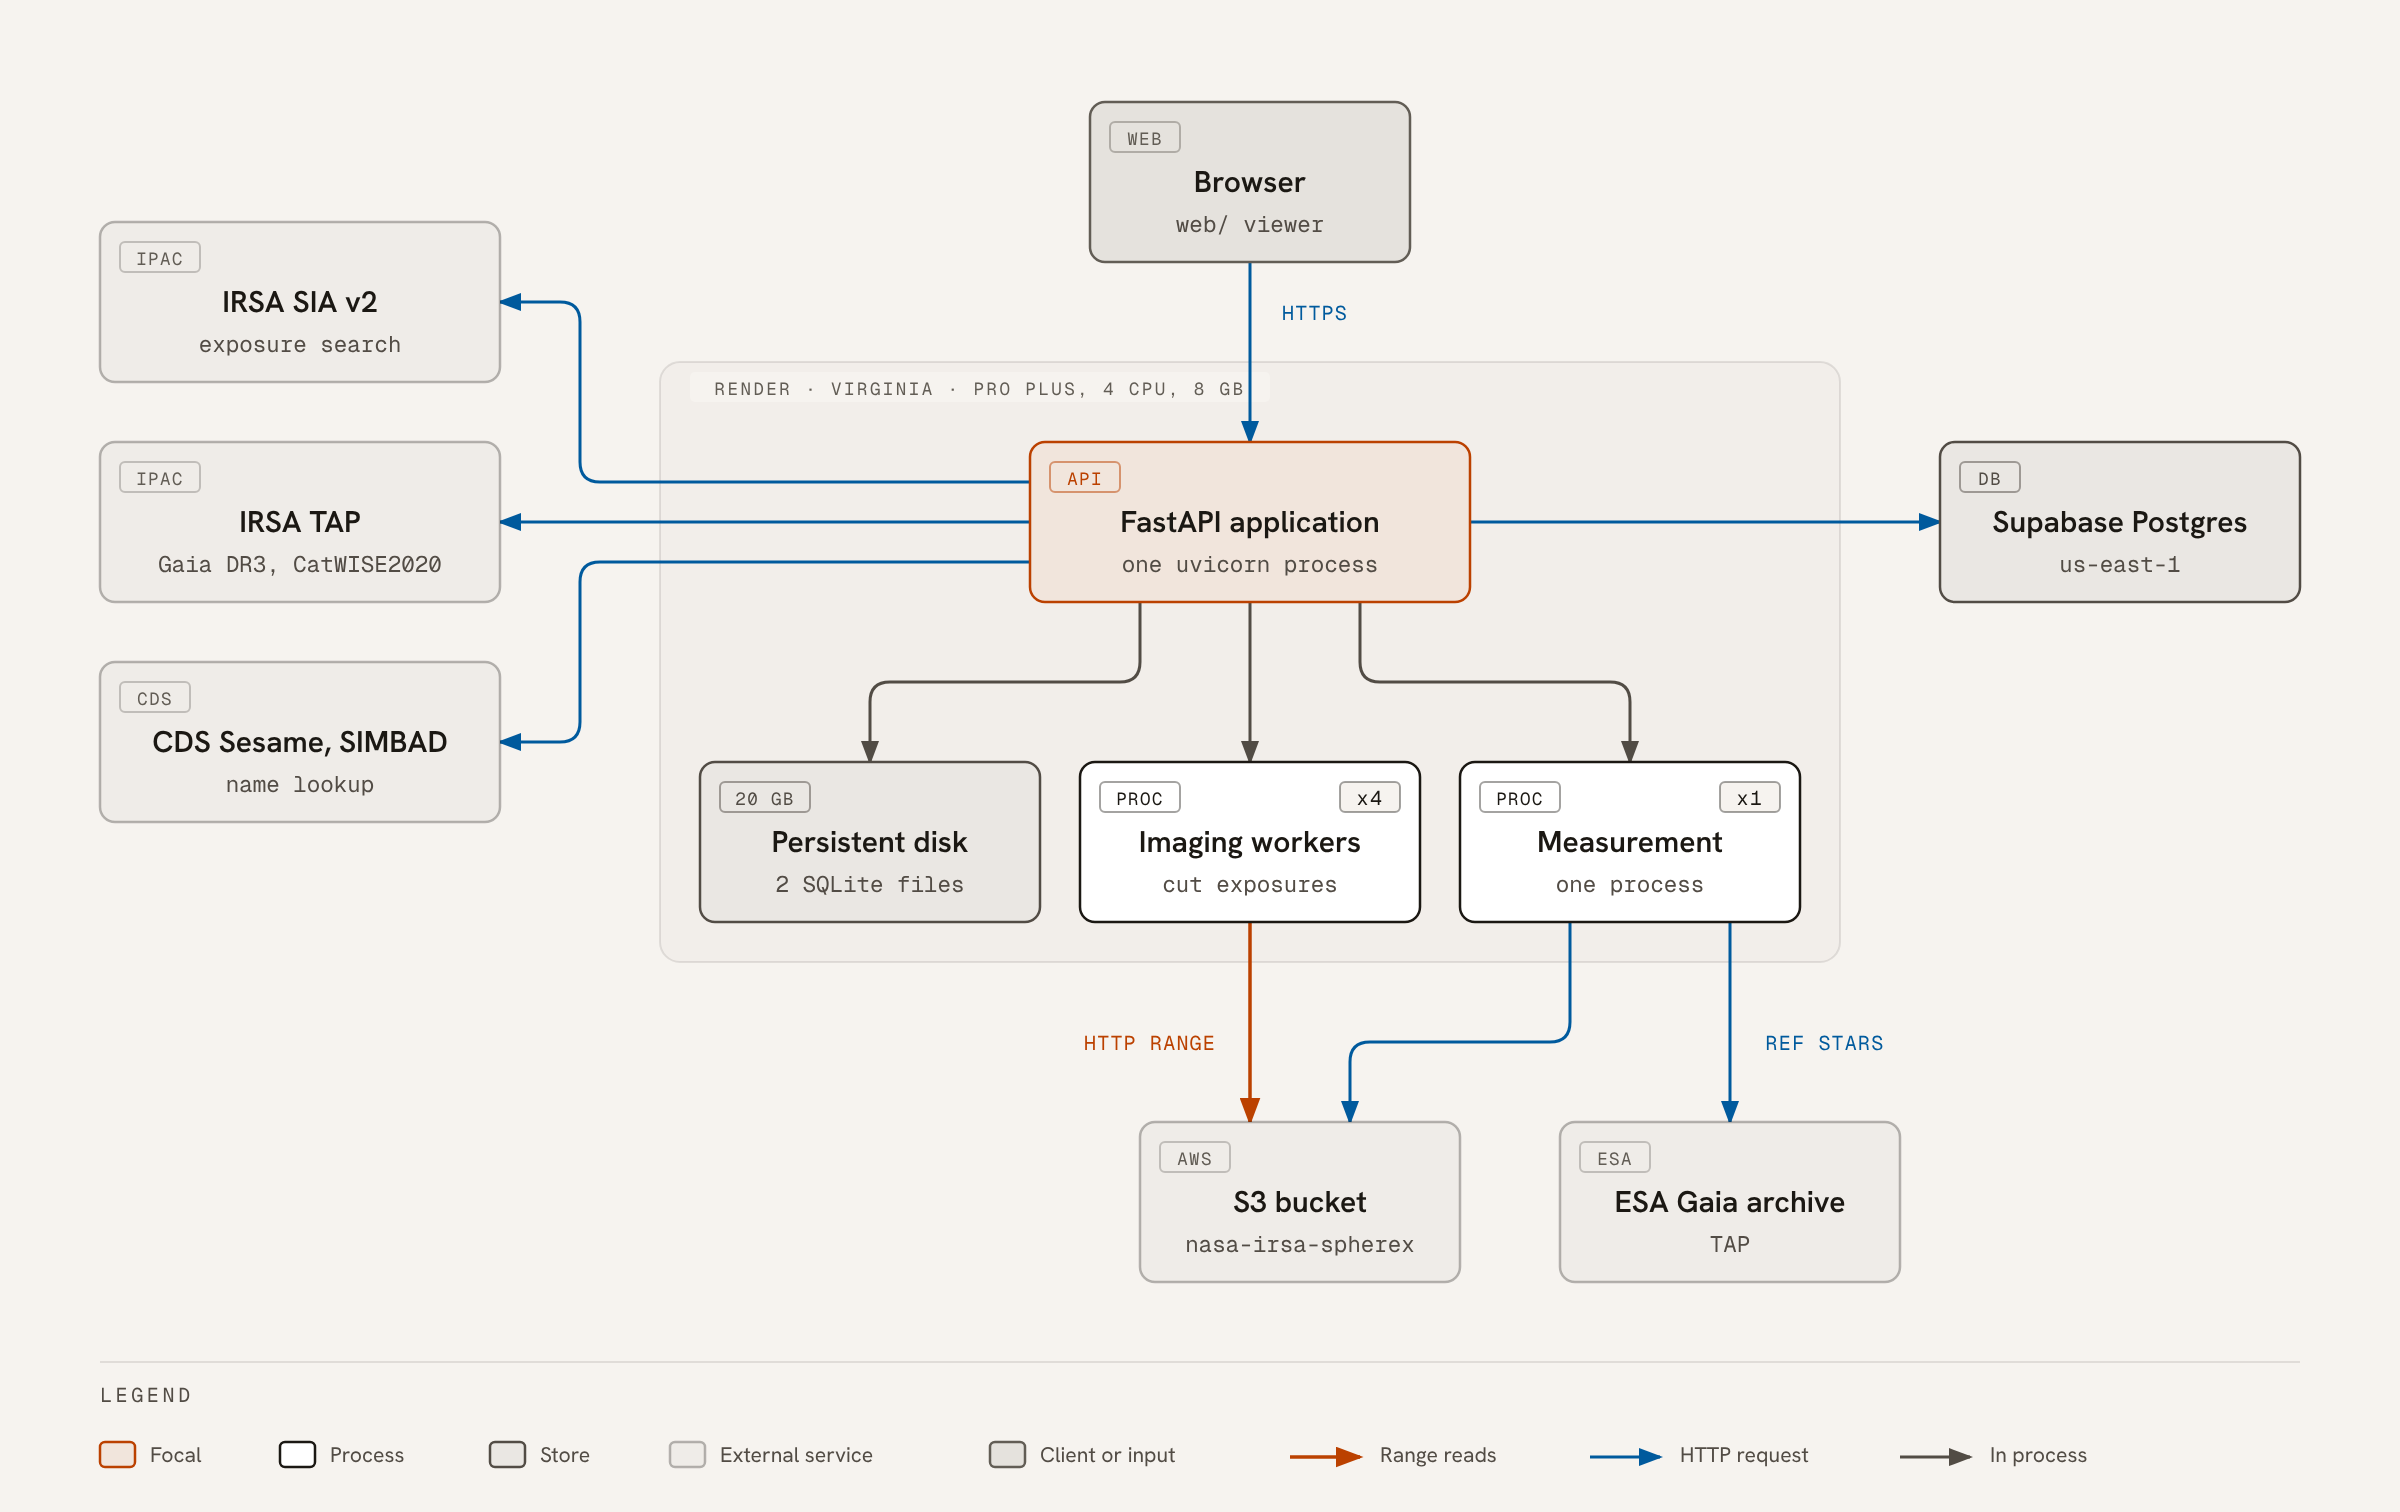 WEB
Browser
web/ viewer
HTTPS
IPAC
IRSA SIA v2
exposure search
RENDER · VIRGINIA · PRO PLUS, 4 CPU, 8 GB
IPAC
IRSA TAP
Gaia DR3, CatWISE2020
API
FastAPI application
one uvicorn process
DB
Supabase Postgres
us-east-1
CDS
CDS Sesame, SIMBAD
name lookup
20 GB
Persistent disk
2 SQLite files
PROC
x4
Imaging workers
cut exposures
PROC
x1
Measurement
one process
HTTP RANGE
REF STARS
AWS
S3 bucket
nasa-irsa-spherex
ESA
ESA Gaia archive
TAP
LEGEND
Focal
Process
Store
External service
Client or input
Range reads
HTTP request
In process